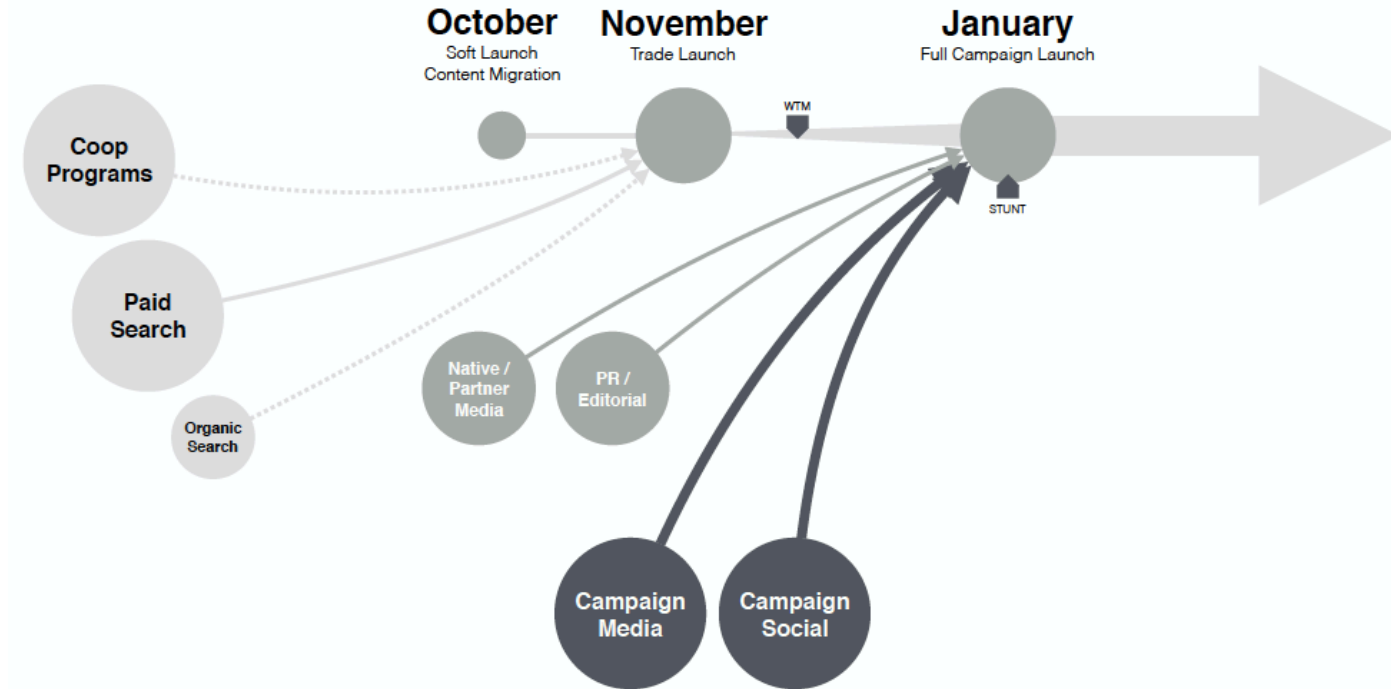 October
Soft Launch
Content Migration
November
Trade Launch
January
Full Campaign Launch
WTM
STUNT
Coop
Programs
Paid
Search
Organic
Search
Native /
Partner
Media
PR /
Editorial
Campaign
Media
Campaign
Social